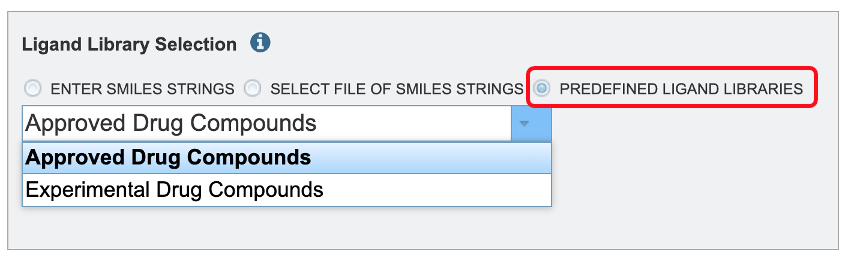 Ligand Library Selection i
ENTER SMILES STRINGS SELECT FILE OF SMILES STRINGS PREDEFINED LIGAND LIBRARIES
Approved Drug Compounds
Approved Drug Compounds
Experimental Drug Compounds